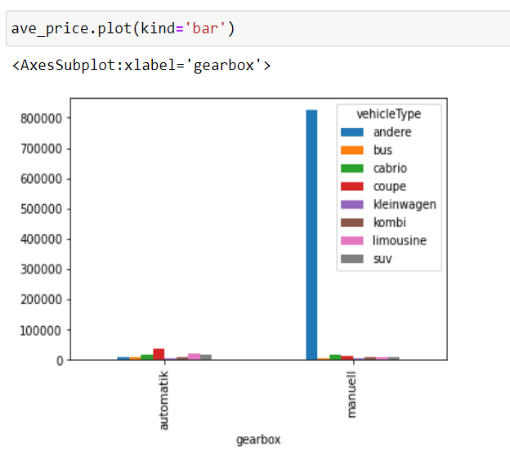 ave_price.plot(kind='bar')
<AxesSubplot:xlabel='gearbox'>
800000
700000
600000
500000
400000
300000
200000
100000
0
vehicleType
andere
bus
cabrio
coupe
kleinwagen
kombi
limousine
suv
automatik
manuell
gearbox